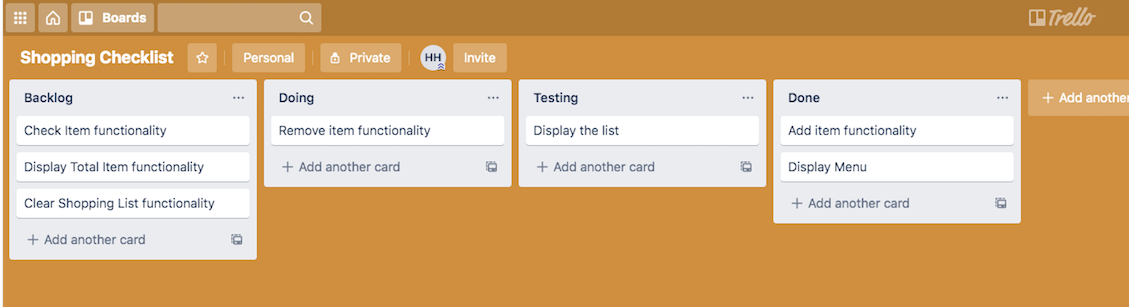 Boards
Trello
Shopping Checklist
Personal
Private
HH
Invite
Backlog
...
Check Item functionality
Display Total Item functionality
Clear Shopping List functionality
+ Add another card
Doing
...
Remove item functionality
+ Add another card
Testing
...
Display the list
+ Add another card
Done
...
Add item functionality
Display Menu
+ Add another card
+ Add another